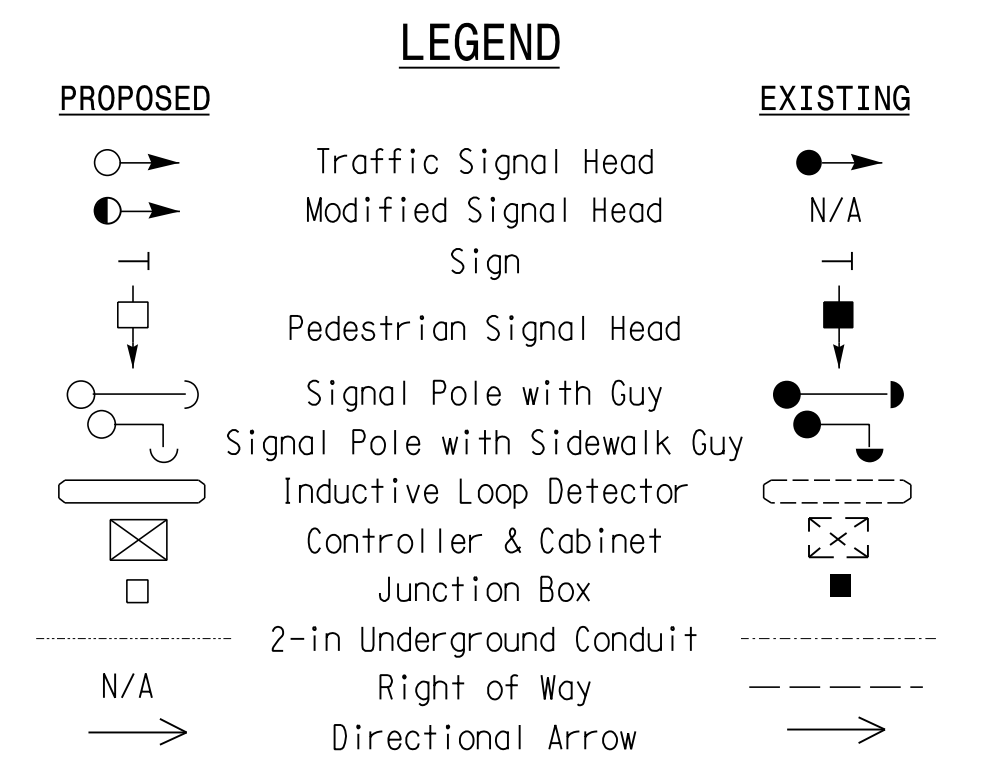 LEGEND
PROPOSED EXISTING
Traffic Signal Head
Modified Signal Head N/A
Sign
Pedestrian Signal Head
Signal Pole with Guy
Signal Pole with Sidewalk Guy
Inductive Loop Detector
Controller & Cabinet
Junction Box
2-in Underground Conduit
N/A Right of Way
Directional Arrow